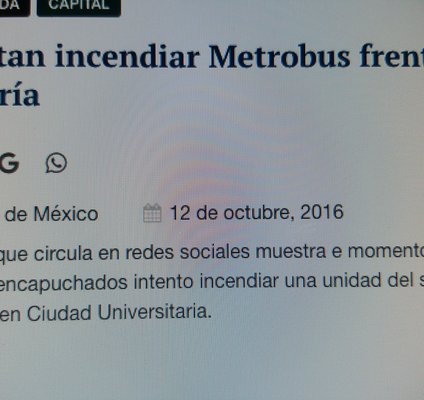 DA CAPITAL
tan incendiar Metrobus frent
ría
G
de México 12 de octubre, 2016
que circula en redes sociales muestra e momento
encapuchados intento incendiar una unidad del s
en Ciudad Universitaria.